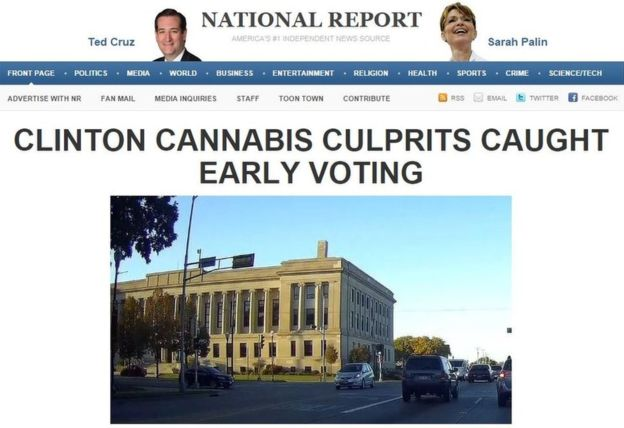 NATIONAL REPORT
AMERICA'S #1 INDEPENDENT NEWS SOURCE
Ted Cruz
Sarah Palin
FRONT PAGE • POLITICS • MEDIA • WORLD • BUSINESS • ENTERTAINMENT • RELIGION • HEALTH • SPORTS • CRIME • SCIENCE/TECH
ADVERTISE WITH NR FAN MAIL MEDIA INQUIRIES STAFF TOON TOWN CONTRIBUTE RSS EMAIL TWITTER FACEBOOK
CLINTON CANNABIS CULPRITS CAUGHT
EARLY VOTING